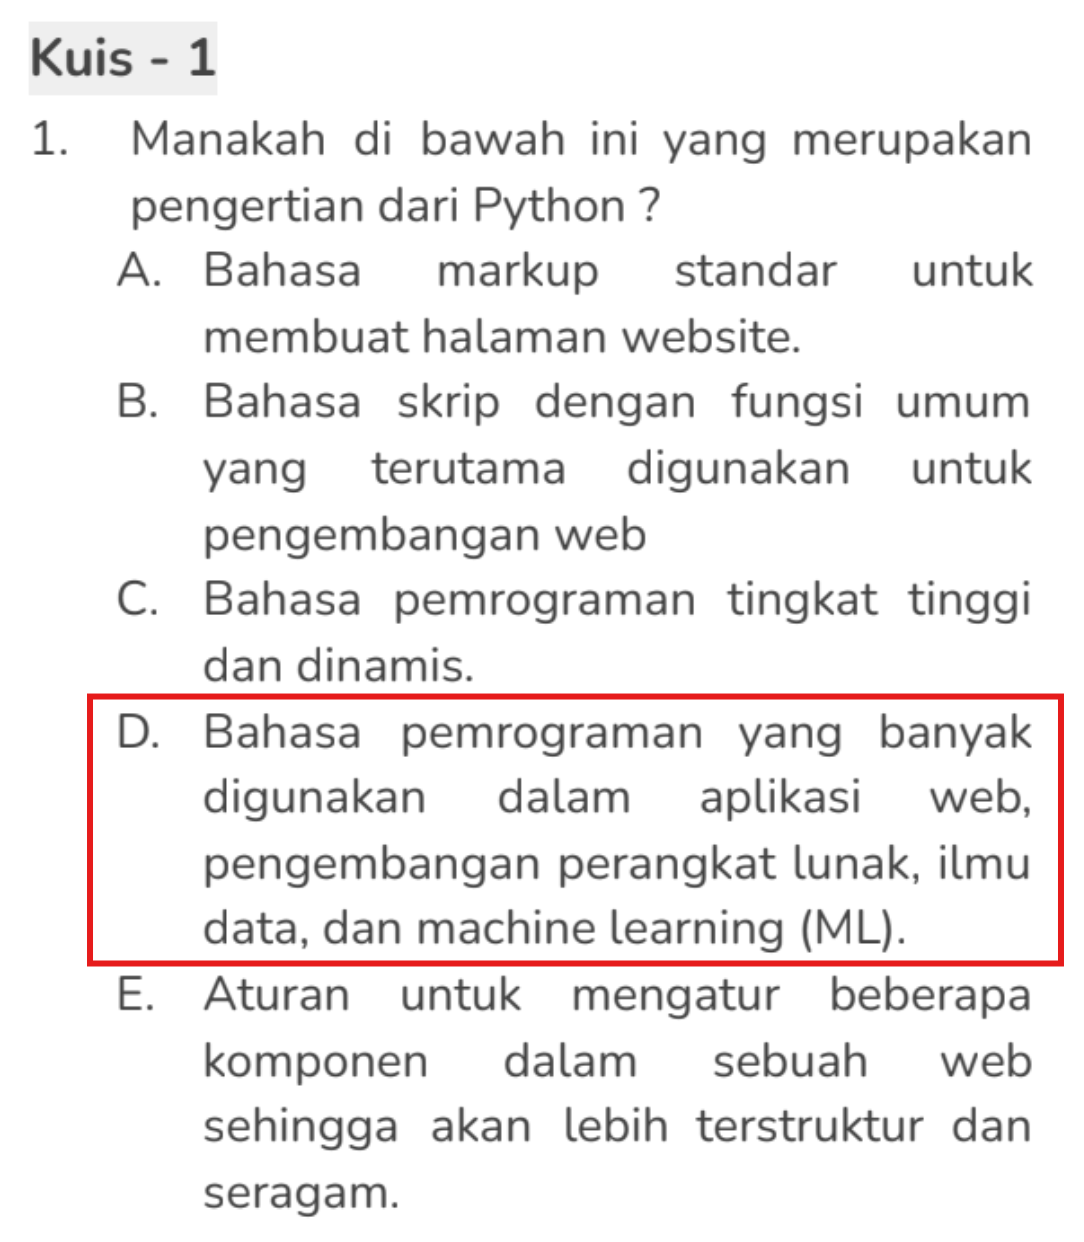 Kuis - 1
1. Manakah di bawah ini yang merupakan
pengertian dari Python ?
A. Bahasa markup standar untuk
membuat halaman website.
B. Bahasa skrip dengan fungsi umum
yang terutama digunakan untuk
pengembangan web
C. Bahasa pemrograman tingkat tinggi
dan dinamis.
D. Bahasa pemrograman yang banyak
digunakan dalam aplikasi web,
pengembangan perangkat lunak, ilmu
data, dan machine learning (ML).
E. Aturan untuk mengatur beberapa
komponen dalam sebuah web
sehingga akan lebih terstruktur dan
seragam.